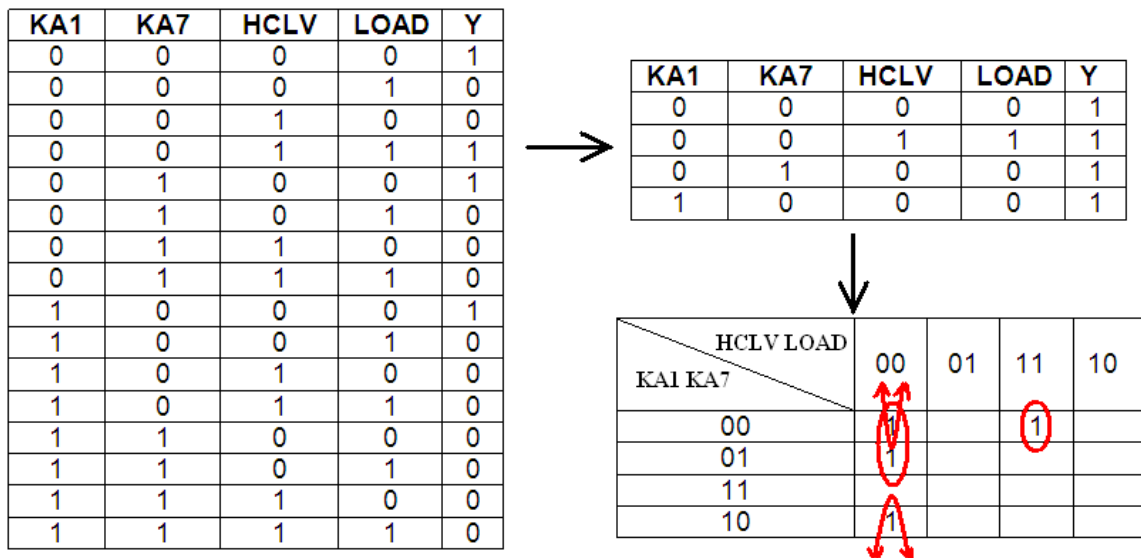 KA1 KA7 HCLV LOAD Y
0 0 0 0 1
0 0 0 1 0
0 0 1 0 0
0 0 1 1 1
0 1 0 0 1
0 1 0 1 0
0 1 1 0 0
0 1 1 1 0
1 0 0 0 1
1 0 0 1 0
1 0 1 0 0
1 0 1 1 0
1 1 0 0 0
1 1 0 1 0
1 1 1 0 0
1 1 1 1 0
KA1 KA7 HCLV LOAD Y
0 0 0 0 1
0 0 1 1 1
0 1 0 0 1
1 0 0 0 1
HCLV LOAD
KA1 KA7
00 01 11 10
00 1 1
01 1
11
10 1